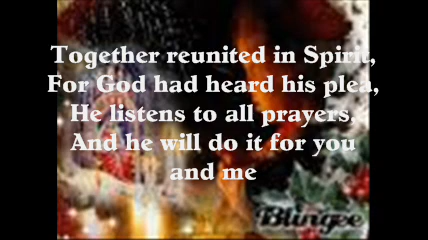 Together reunited in Spirit,
For God had heard his plea,
He listens to all prayers,
And he will do it for you
and me
Blingee